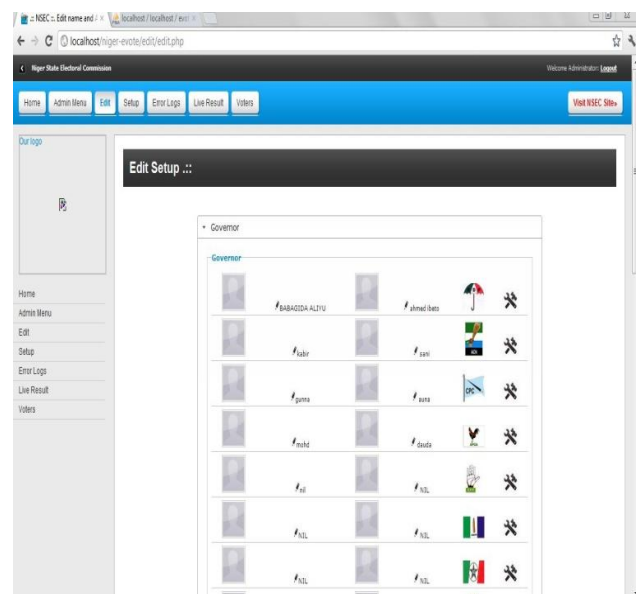 .:: NSEC ::. Edit name and
localhost / localhost / evot
localhost/niger-evote/edit/edit.php
Niger State Electoral Commission
Welcome Administrator: Logout
Home Admin Menu Edit Setup Error Logs Live Result Voters Visit NSEC Site»
Our logo
Edit Setup .::
Governor
Governor
BABAGIDA ALIYU ahmed ibeto
kabir sani
ACN
gunna auna
CPC
mohd dauda
nil NIL
NIL NIL
NIL NIL
Home
Admin Menu
Edit
Setup
Error Logs
Live Result
Voters